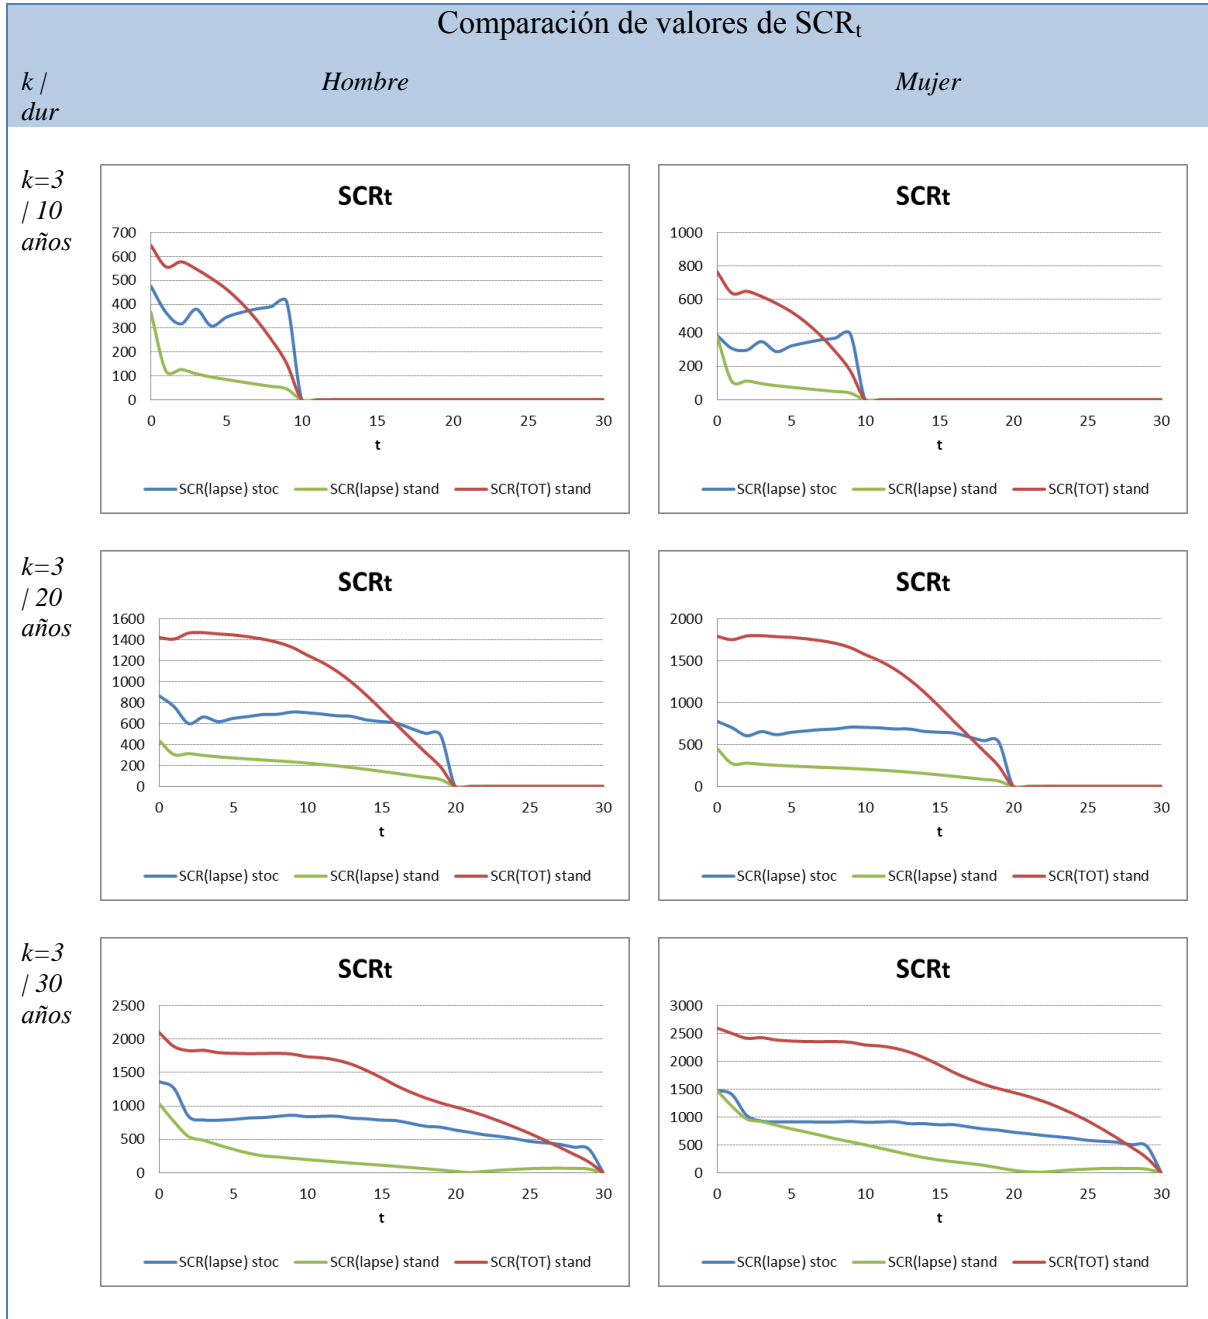 Comparación de valores de SCRt
k |
dur
Hombre
Mujer
k=3
| 10
años
SCRt
700
600
500
400
300
200
100
0
0 5 10 15 20 25 30
t
SCR(lapse) stoc SCR(lapse) stand SCR(TOT) stand
SCRt
1000
800
600
400
200
0
0 5 10 15 20 25 30
t
SCR(lapse) stoc SCR(lapse) stand SCR(TOT) stand
k=3
| 20
años
SCRt
1600
1400
1200
1000
800
600
400
200
0
0 5 10 15 20 25 30
t
SCR(lapse) stoc SCR(lapse) stand SCR(TOT) stand
SCRt
2000
1500
1000
500
0
0 5 10 15 20 25 30
t
SCR(lapse) stoc SCR(lapse) stand SCR(TOT) stand
k=3
| 30
años
SCRt
2500
2000
1500
1000
500
0
0 5 10 15 20 25 30
t
SCR(lapse) stoc SCR(lapse) stand SCR(TOT) stand
SCRt
3000
2500
2000
1500
1000
500
0
0 5 10 15 20 25 30
t
SCR(lapse) stoc SCR(lapse) stand SCR(TOT) stand